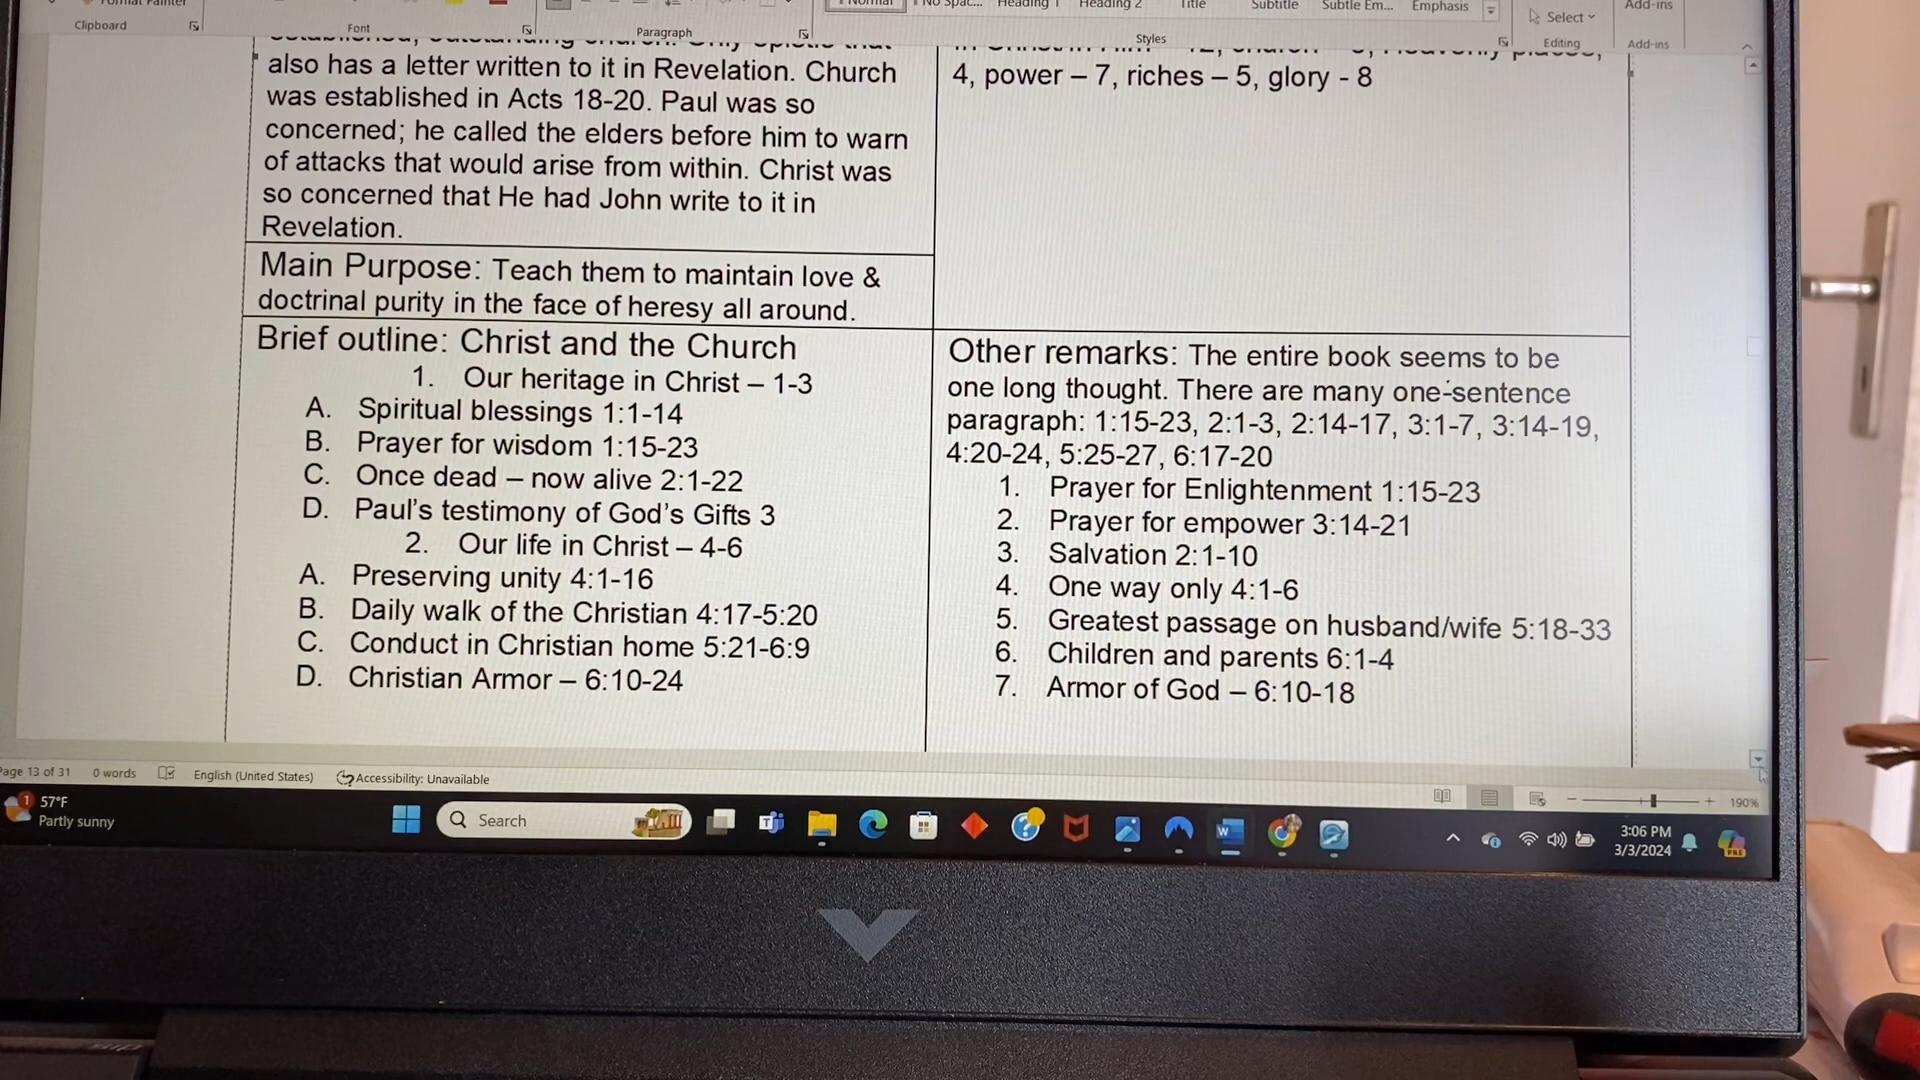 Clipboard
Font
Paragraph
Styles
Editing
Add-ins
Normal
Heading 1
Heading 2
Title
Subtitle
Subtle Em...
Emphasis
Select
Add-ins
also has a letter written to it in Revelation. Church
was established in Acts 18-20. Paul was so
concerned; he called the elders before him to warn
of attacks that would arise from within. Christ was
so concerned that He had John write to it in
Revelation.
Main Purpose: Teach them to maintain love &
doctrinal purity in the face of heresy all around.
4, power – 7, riches – 5, glory - 8
Brief outline: Christ and the Church
1. Our heritage in Christ – 1-3
A. Spiritual blessings 1:1-14
B. Prayer for wisdom 1:15-23
C. Once dead – now alive 2:1-22
D. Paul's testimony of God's Gifts 3
2. Our life in Christ – 4-6
A. Preserving unity 4:1-16
B. Daily walk of the Christian 4:17-5:20
C. Conduct in Christian home 5:21-6:9
D. Christian Armor – 6:10-24
Other remarks: The entire book seems to be
one long thought. There are many one-sentence
paragraph: 1:15-23, 2:1-3, 2:14-17, 3:1-7, 3:14-19,
4:20-24, 5:25-27, 6:17-20
1. Prayer for Enlightenment 1:15-23
2. Prayer for empower 3:14-21
3. Salvation 2:1-10
4. One way only 4:1-6
5. Greatest passage on husband/wife 5:18-33
6. Children and parents 6:1-4
7. Armor of God – 6:10-18
Page 13 of 31 0 words English (United States) Accessibility: Unavailable
190%
1
57°F
Partly sunny
Search
3:06 PM
3/3/2024